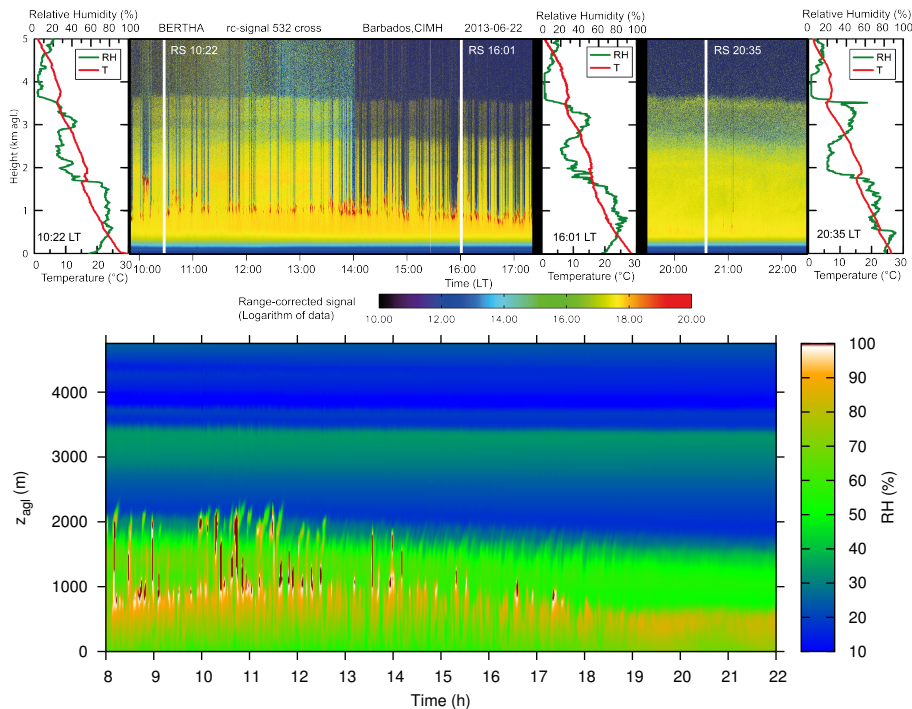 Relative Humidity (%)
0 20 40 60 80 100
BERTHA rc-signal 532 cross Barbados,CIMH 2013-06-22
Relative Humidity (%)
0 20 40 60 80 100
Relative Humidity (%)
0 20 40 60 80 100
5
4
3
2
1
0
Height (km agl.)
RH
T
10:22 LT
0 10 20 30
Temperature (°C)
RS 10:22
RS 16:01
10:00 11:00 12:00 13:00 14:00 15:00 16:00 17:00
Time (LT)
RH
T
16:01 LT
0 10 20 30
Temperature (°C)
RS 20:35
20:00 21:00 22:00
RH
T
20:35 LT
0 10 20 30
Temperature (°C)
Range-corrected signal
(Logarithm of data)
10.00 12.00 14.00 16.00 18.00 20.00
4000
3000
2000
1000
0
zagl (m)
8 9 10 11 12 13 14 15 16 17 18 19 20 21 22
Time (h)
100
90
80
70
60
50
40
30
20
10
RH (%)